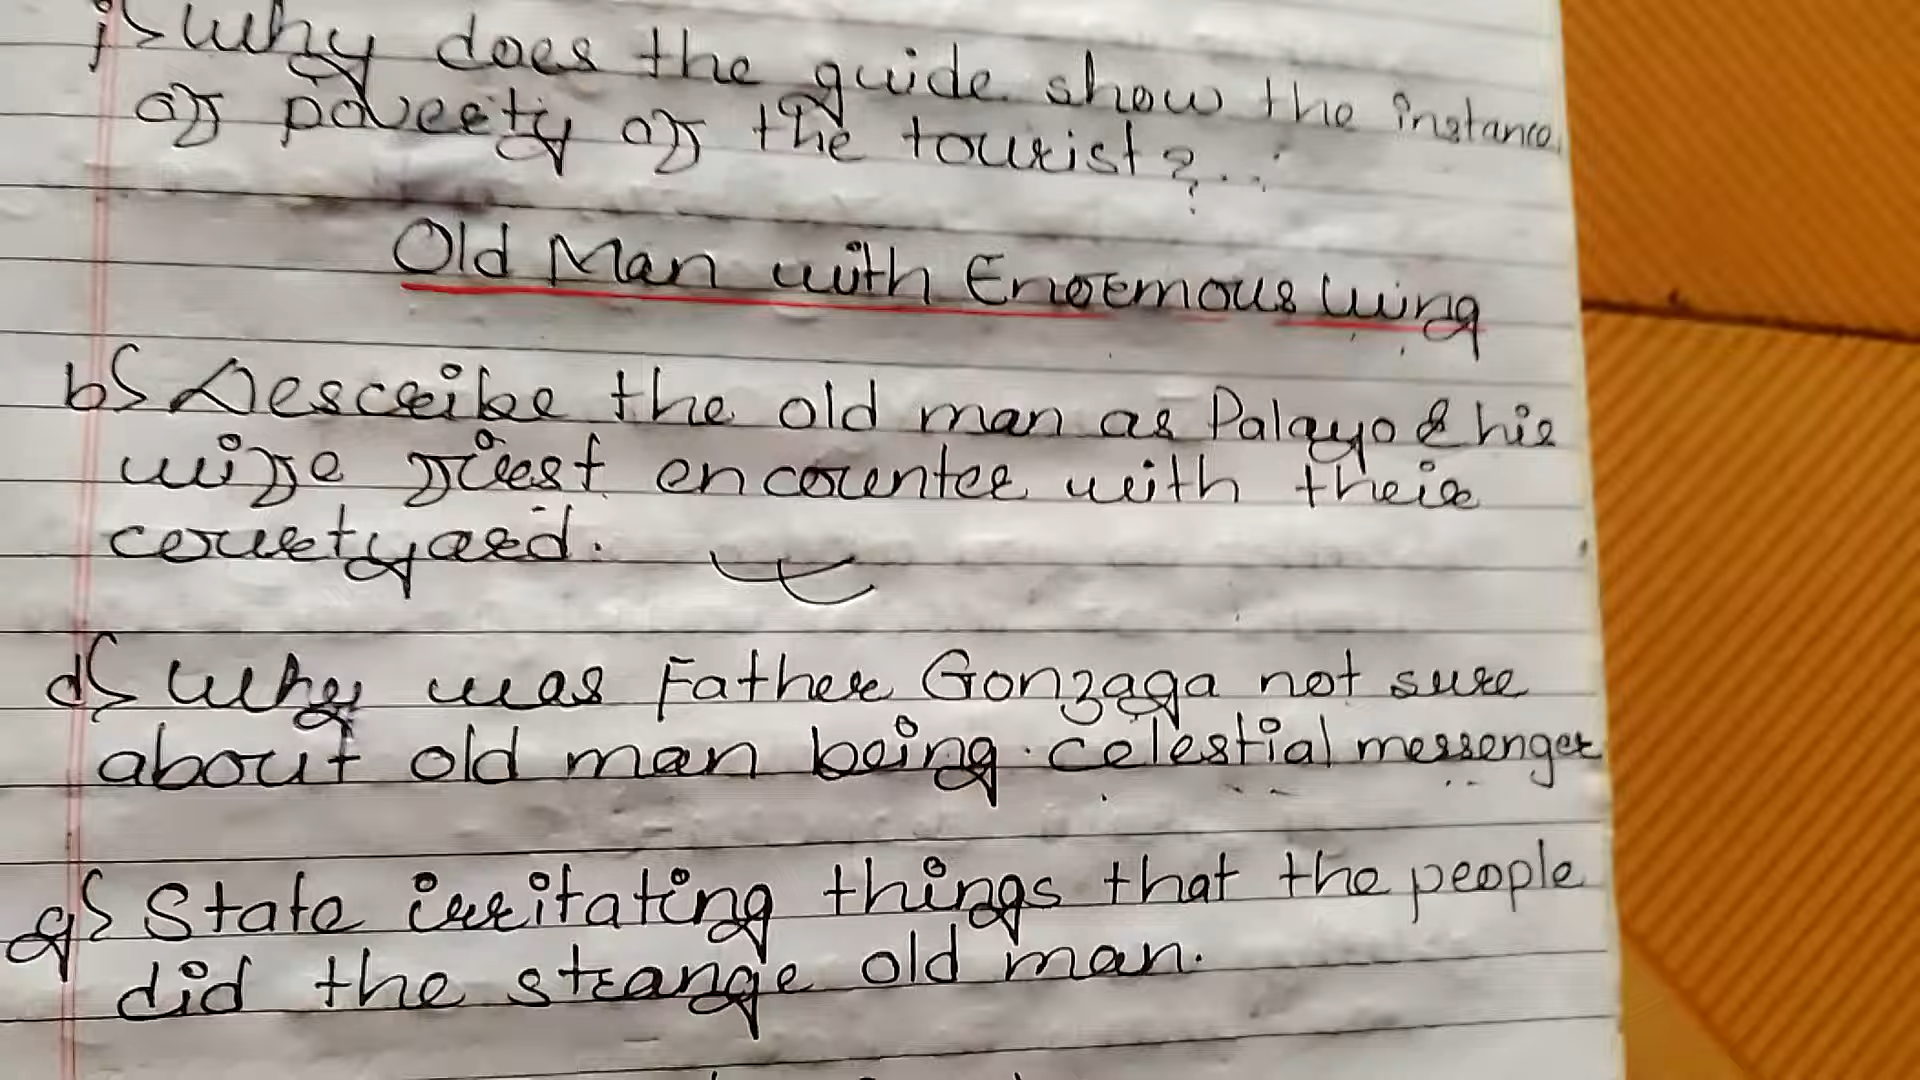 i) Why does the guide show the instance
of poverty of the tourist?..
Old Man with Enormous wing
b) Describe the old man as Palayo & his
wife first encounter with their
courtyard.
d) Why was Father Gonzaga not sure
about old man being celestial messenger
g) State irritating things that the people
did the strange old man.